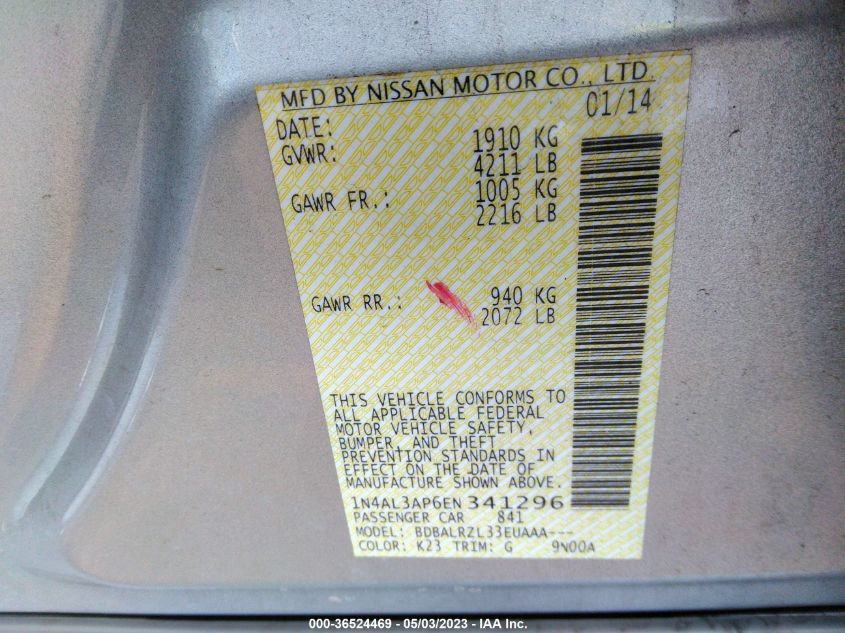 MFD BY NISSAN MOTOR CO., LTD.
DATE: 01/14
GVWR: 1910 KG
4211 LB
GAWR FR.: 1005 KG
2216 LB
GAWR RR.: 940 KG
2072 LB
THIS VEHICLE CONFORMS TO
ALL APPLICABLE FEDERAL
MOTOR VEHICLE SAFETY,
BUMPER, AND THEFT
PREVENTION STANDARDS IN
EFFECT ON THE DATE OF
MANUFACTURE SHOWN ABOVE.
1N4AL3AP6EN341296
PASSENGER CAR 841
MODEL: BDBALRZL33EUAAA---
COLOR: K23 TRIM: G 9N00A
000-36524469 - 05/03/2023 - IAA Inc.